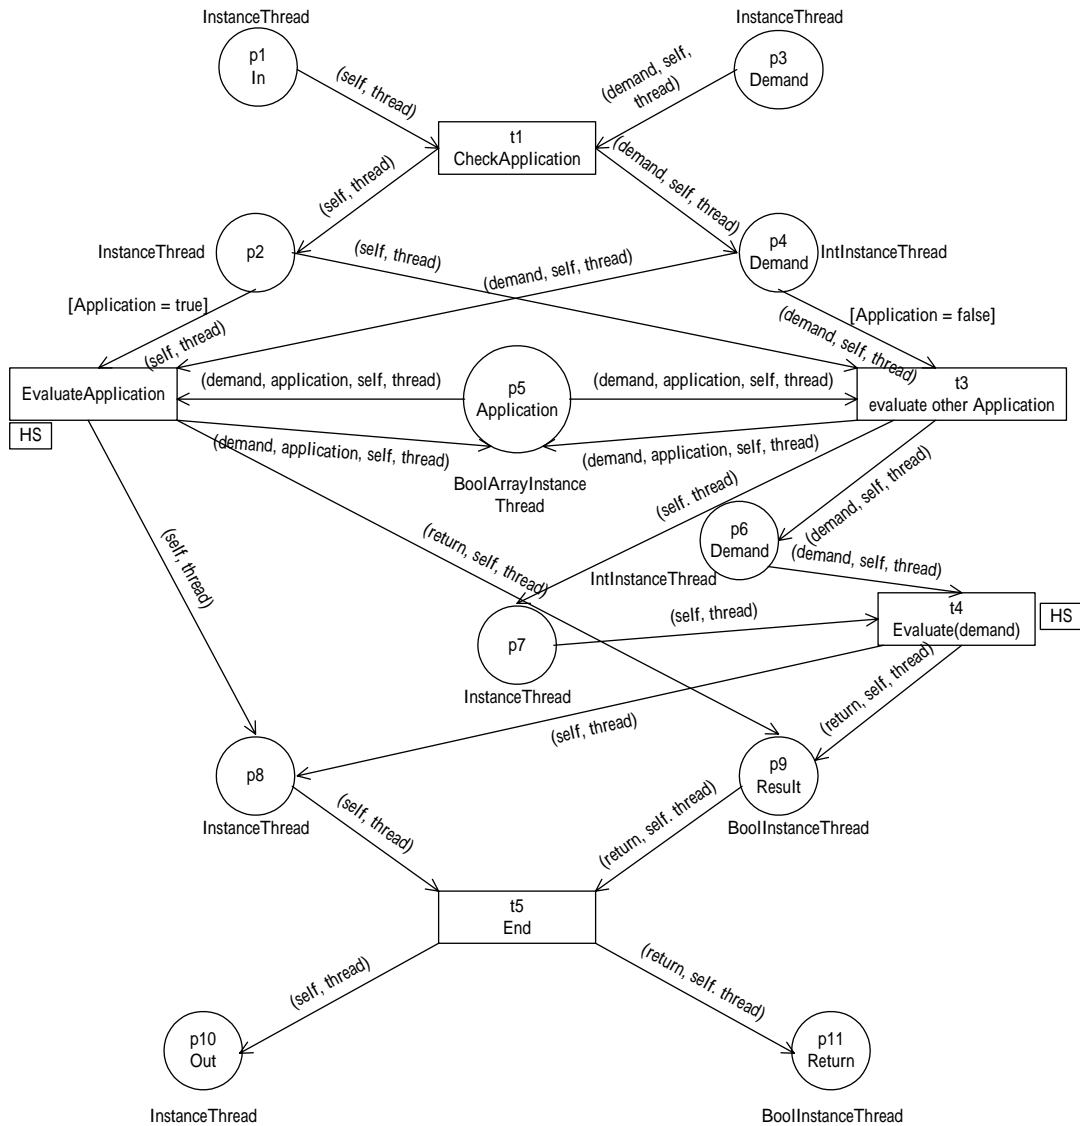 InstanceThread
InstanceThread
p1
In
p3
Demand
(self, thread)
(demand, self,
thread)
t1
CheckApplication
(self, thread)
(demand, self, thread)
InstanceThread
p2
(self, thread)
(demand, self, thread)
p4
Demand
IntInstanceThread
[Application = true]
(self, thread)
[Application = false]
(demand, self, thread)
EvaluateApplication
HS
(demand, application, self, thread)
p5
Application
(demand, application, self, thread)
t3
evaluate other Application
(demand, application, self, thread)
(demand, application, self, thread)
BoolArrayInstance
Thread
(self. thread)
(demand, self, thread)
(self, thread)
(return, self, thread)
p6
Demand
IntInstanceThread
(demand, self, thread)
t4
Evaluate(demand)
HS
p7
(self, thread)
InstanceThread
(self, thread)
(return, self, thread)
p8
InstanceThread
p9
Result
BoolInstanceThread
(self, thread)
(return, self. thread)
t5
End
(self, thread)
(return, self. thread)
p10
Out
p11
Return
InstanceThread
BoolInstanceThread